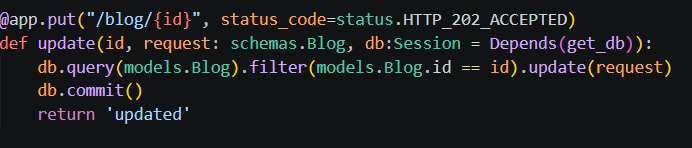 @app.put("/blog/{id}", status_code=status.HTTP_202_ACCEPTED)
def update(id, request: schemas.Blog, db:Session = Depends(get_db)):
    db.query(models.Blog).filter(models.Blog.id == id).update(request)
    db.commit()
    return 'updated'